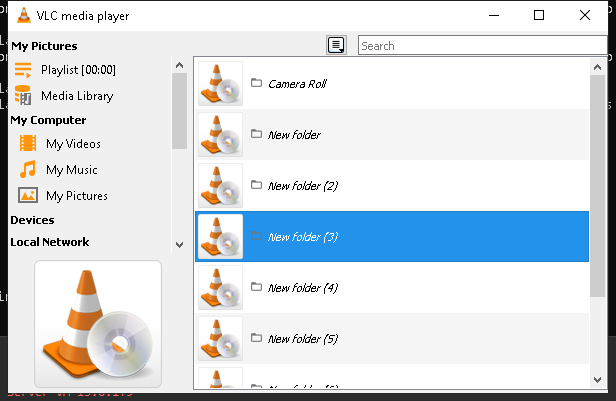 VLC media player
My Pictures
Search
Playlist [00:00]
Media Library
My Computer
My Videos
My Music
My Pictures
Devices
Local Network
Camera Roll
New folder
New folder (2)
New folder (3)
New folder (4)
New folder (5)